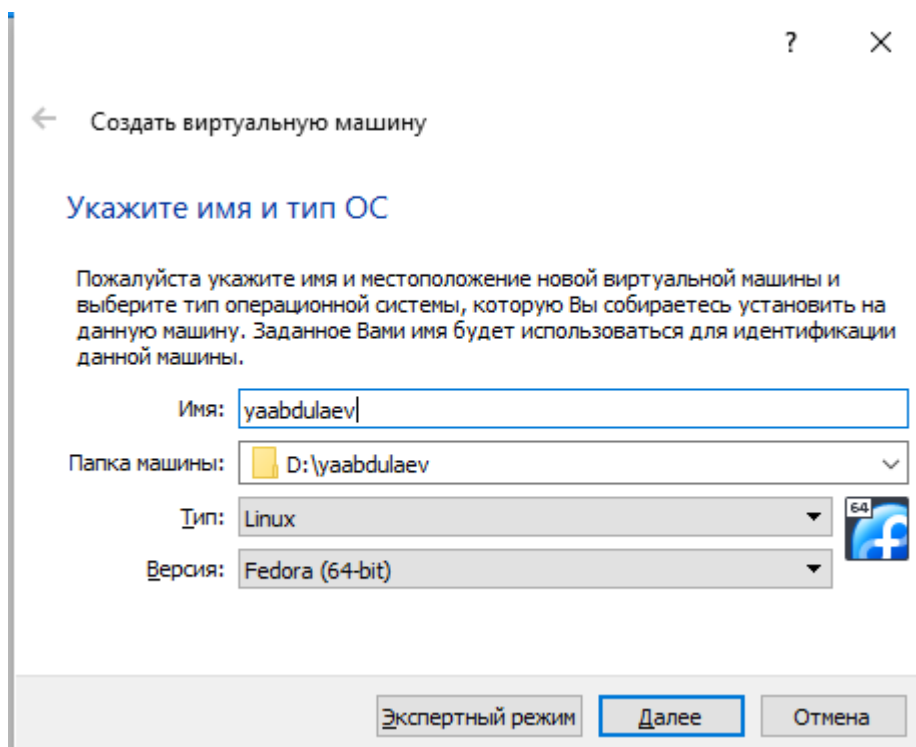 ?
Создать виртуальную машину
Укажите имя и тип ОС
Пожалуйста укажите имя и местоположение новой виртуальной машины и
выберите тип операционной системы, которую Вы собираетесь установить на
данную машину. Заданное Вами имя будет использоваться для идентификации
данной машины.
Имя: yaabdulaev
Папка машины: D:\yaabdulaev
Тип: Linux
64
Версия: Fedora (64-bit)
Экспертный режим Далее Отмена